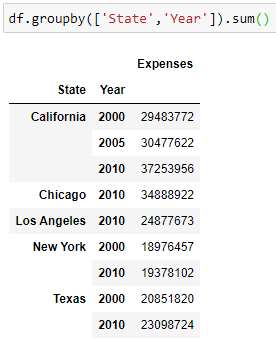 df.groupby(['State','Year']).sum()
Expenses
State Year
California 2000 29483772
2005 30477622
2010 37253956
Chicago 2010 34888922
Los Angeles 2010 24877673
New York 2000 18976457
2010 19378102
Texas 2000 20851820
2010 23098724